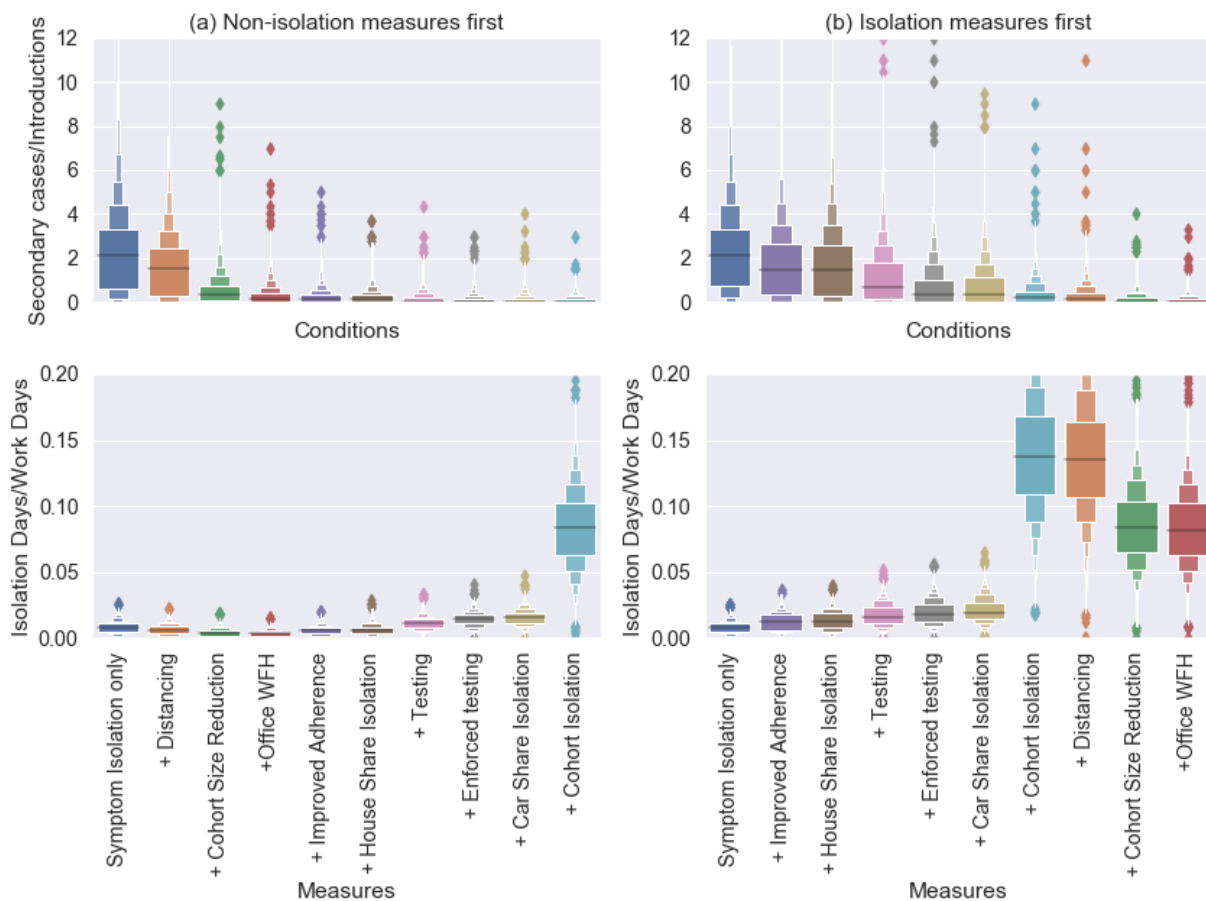 (a) Non-isolation measures first
(b) Isolation measures first
Secondary cases/Introductions
12
10
8
6
4
2
0
Conditions
12
10
8
6
4
2
0
Conditions
Isolation Days/Work Days
0.20
0.15
0.10
0.05
0.00
Symptom Isolation only
+ Distancing
+ Cohort Size Reduction
+Office WFH
+ Improved Adherence
+ House Share Isolation
+ Testing
+ Enforced testing
+ Car Share Isolation
+ Cohort Isolation
Measures
Isolation Days/Work Days
0.20
0.15
0.10
0.05
0.00
Symptom Isolation only
+ Improved Adherence
+ House Share Isolation
+ Testing
+ Enforced testing
+ Car Share Isolation
+ Cohort Isolation
+ Distancing
+ Cohort Size Reduction
+Office WFH
Measures